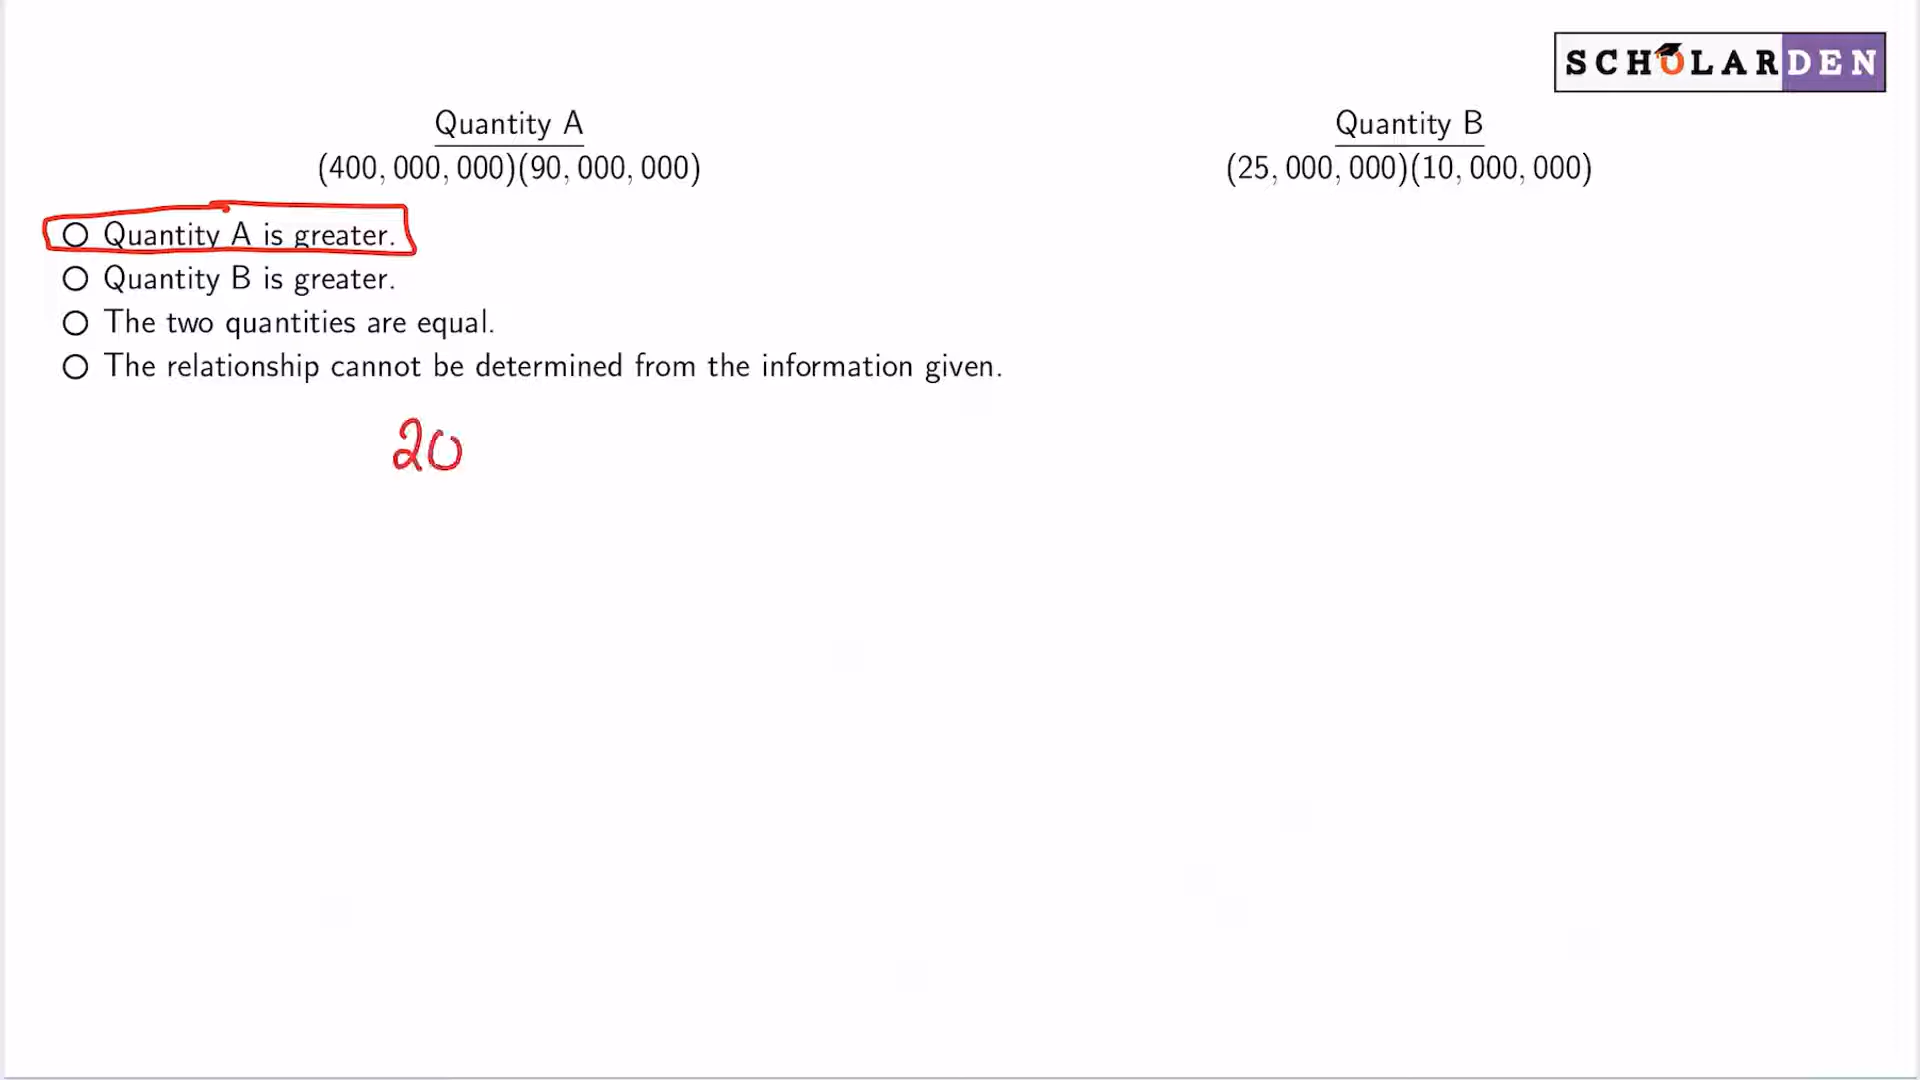 SCHOLARDEN
Quantity A
(400, 000, 000)(90, 000, 000)
Quantity B
(25, 000, 000)(10, 000, 000)
Quantity A is greater.
Quantity B is greater.
The two quantities are equal.
The relationship cannot be determined from the information given.
20